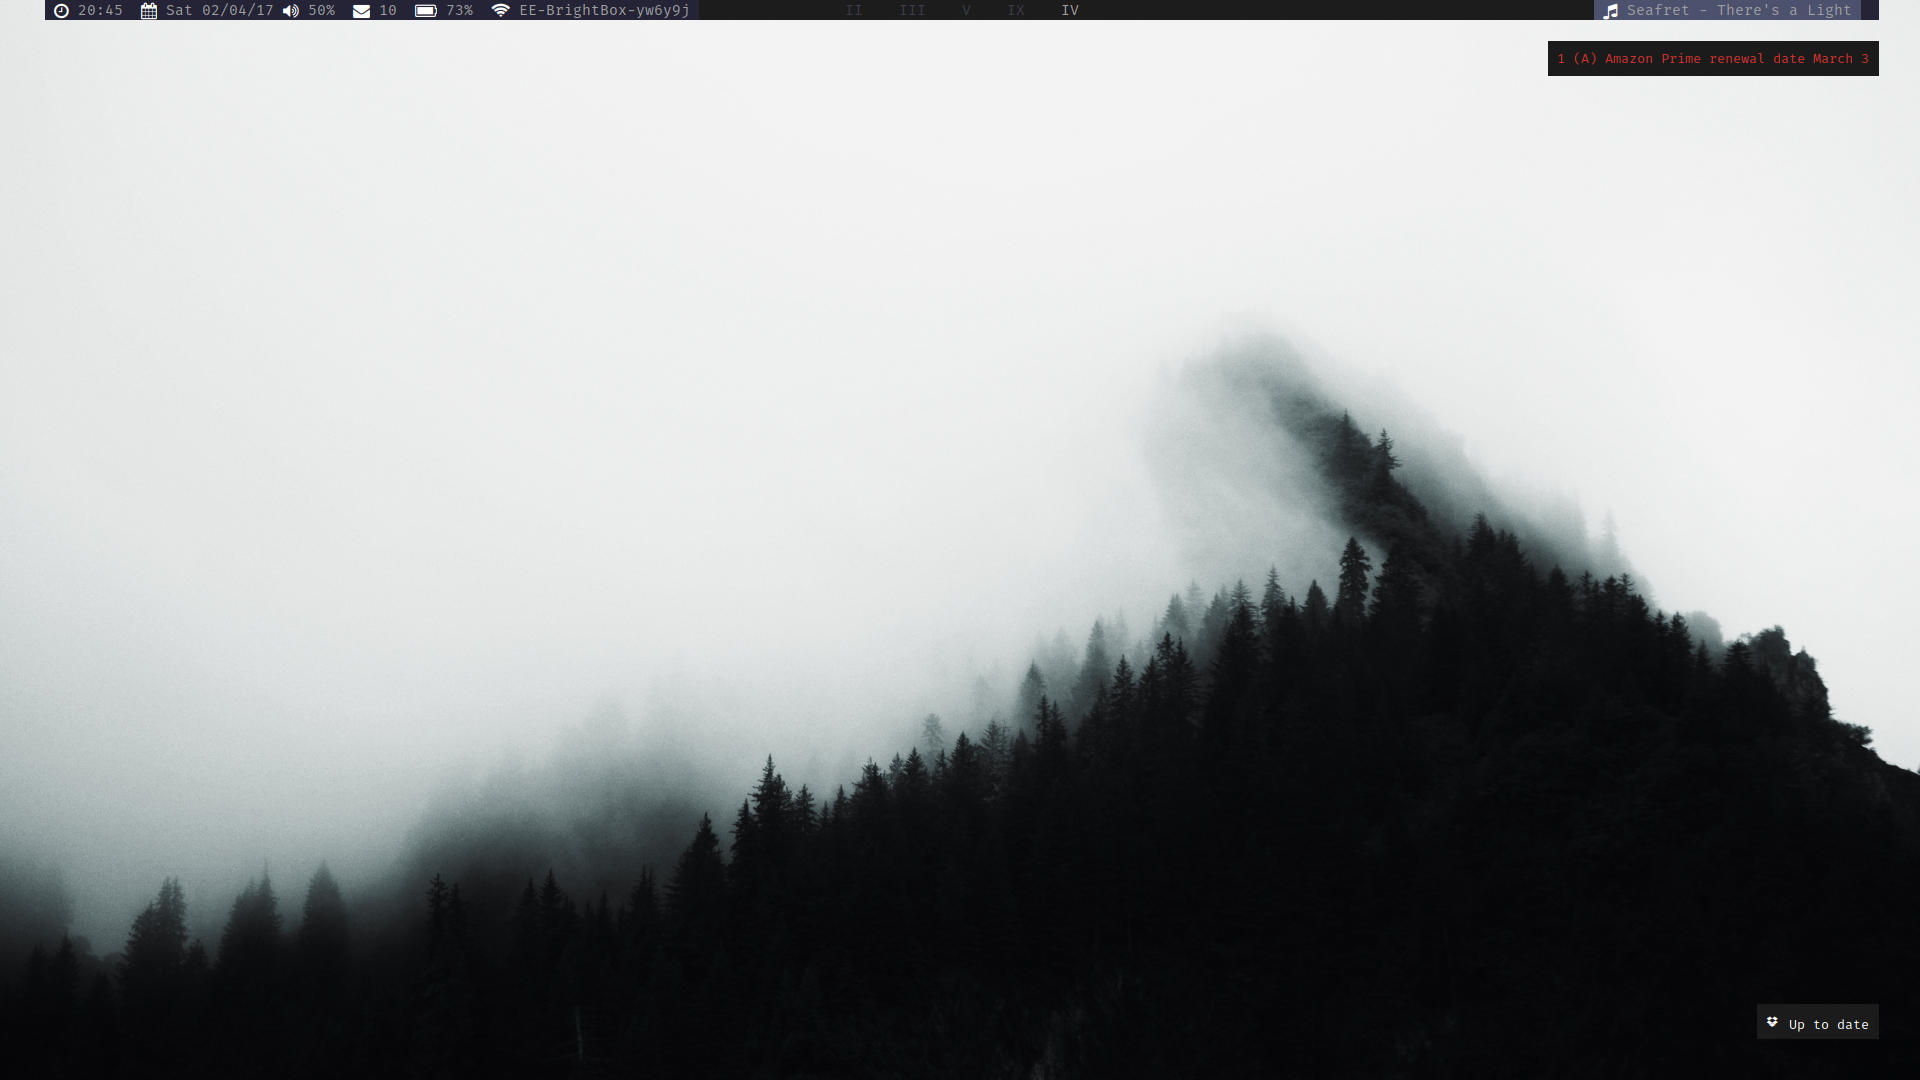 20:45 Sat 02/04/17 50% 10 73% EE-BrightBox-yw6y9j II III V IX IV Seafret - There's a Light
1 (A) Amazon Prime renewal date March 3
Up to date